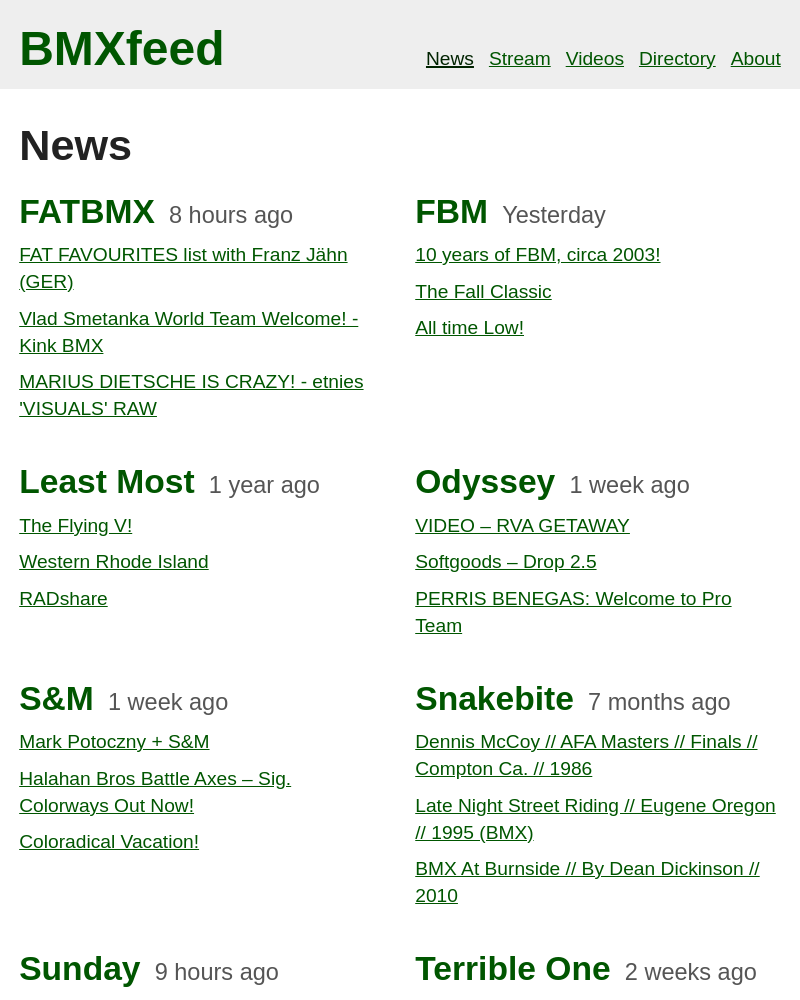 BMXfeed
News Stream Videos Directory About
News
FATBMX 8 hours ago
FAT FAVOURITES list with Franz Jähn
(GER)
Vlad Smetanka World Team Welcome! -
Kink BMX
MARIUS DIETSCHE IS CRAZY! - etnies
'VISUALS' RAW
FBM Yesterday
10 years of FBM, circa 2003!
The Fall Classic
All time Low!
Least Most 1 year ago
The Flying V!
Western Rhode Island
RADshare
Odyssey 1 week ago
VIDEO – RVA GETAWAY
Softgoods – Drop 2.5
PERRIS BENEGAS: Welcome to Pro
Team
S&M 1 week ago
Mark Potoczny + S&M
Halahan Bros Battle Axes – Sig.
Colorways Out Now!
Coloradical Vacation!
Snakebite 7 months ago
Dennis McCoy // AFA Masters // Finals //
Compton Ca. // 1986
Late Night Street Riding // Eugene Oregon
// 1995 (BMX)
BMX At Burnside // By Dean Dickinson //
2010
Sunday 9 hours ago
Terrible One 2 weeks ago